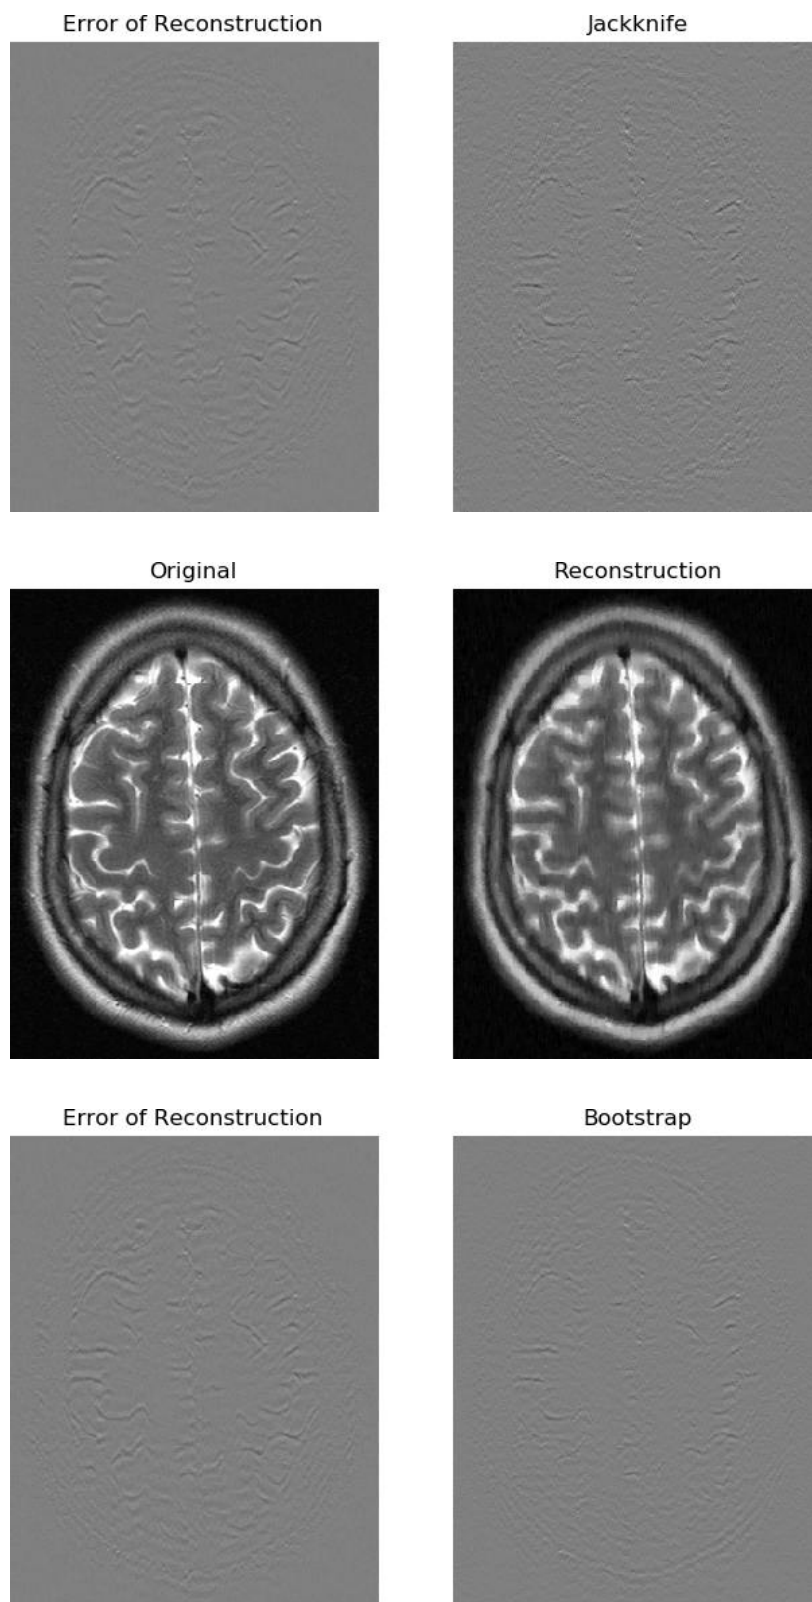 Error of Reconstruction
Jackknife
Original
Reconstruction
Error of Reconstruction
Bootstrap